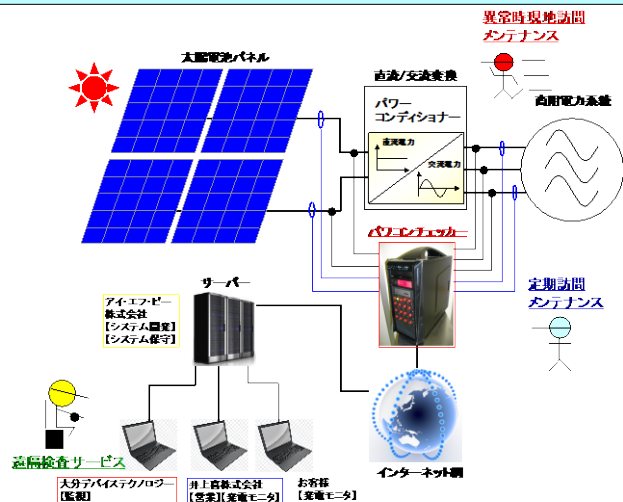 異常時現地訪問
メンテナンス
太陽電池パネル
直流/交流変換
商用電力系統
パワー
コンディショナー
直流電力
交流電力
パワコンチェッカー
サーバー
アイ・エフ・ピー
株式会社
【システム開発】
【システム保守】
定期訪問
メンテナンス
遠隔検査サービス
インターネット網
大分デバイステクノロジー
【監視】
井上喜株式会社
【営業】【発電モニタ】
お客様
【発電モニタ】